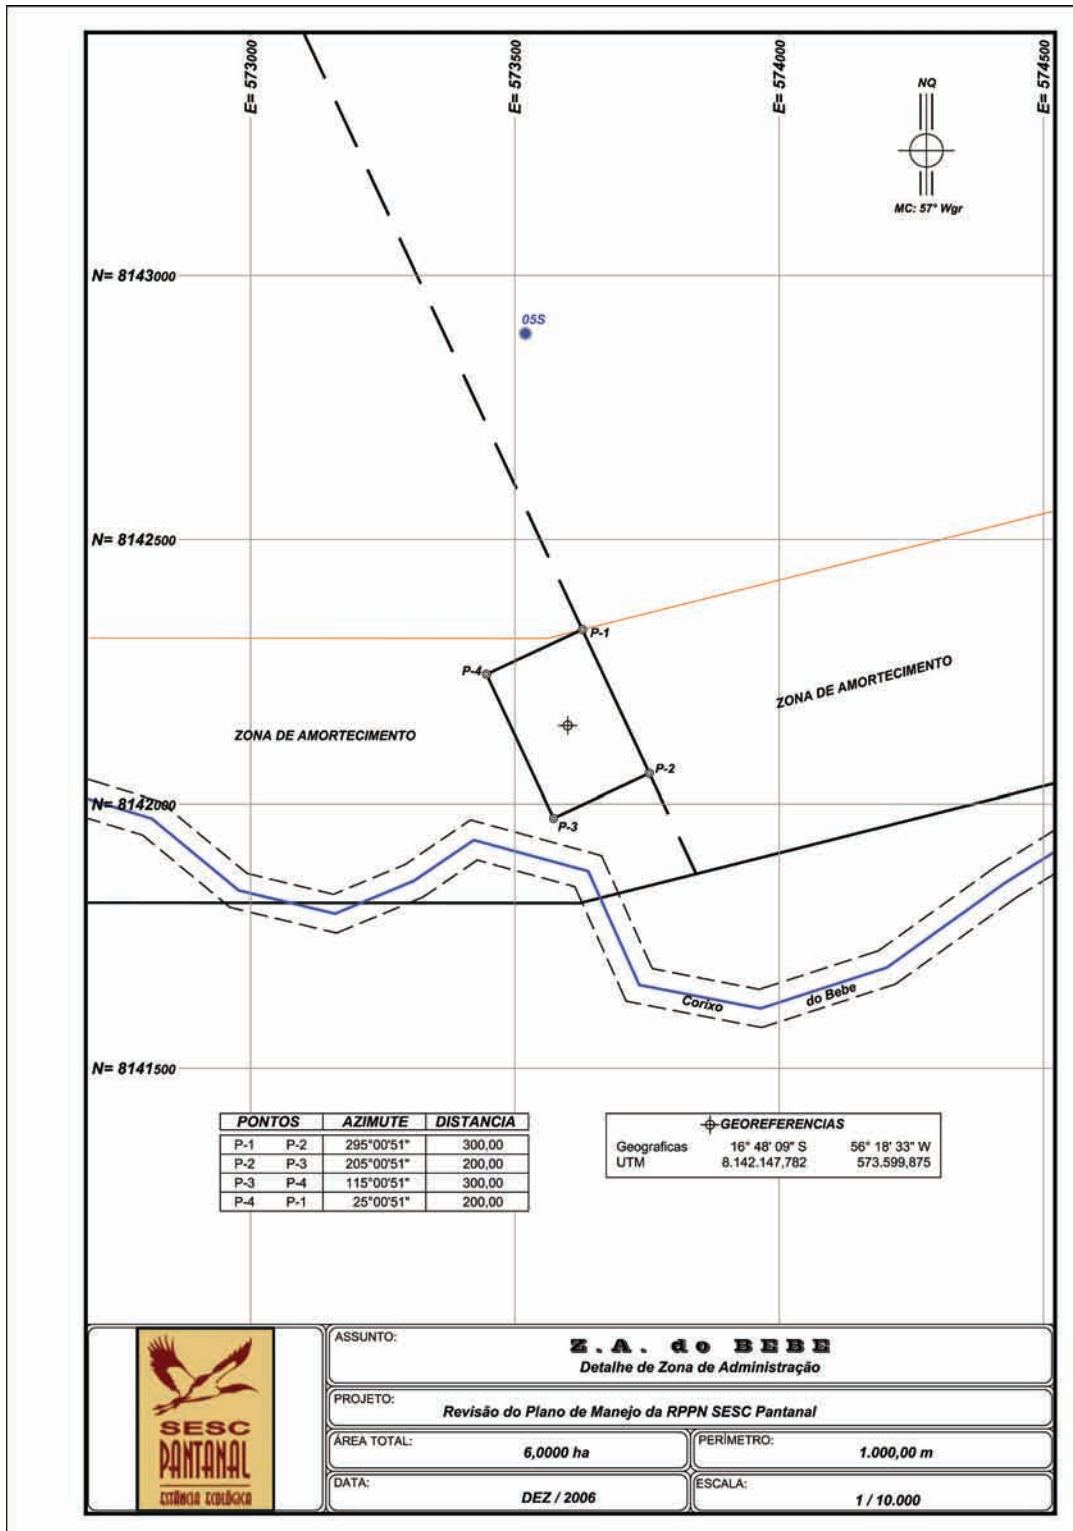 E= 573000
E= 573500
E= 574000
E= 574500
NQ
MC: 57° Wgr
N= 8143000
05S
N= 8142500
P-1
P-4
ZONA DE AMORTECIMENTO
ZONA DE AMORTECIMENTO
P-2
N= 8142000
P-3
Corixo do Bebe
N= 8141500
PONTOS AZIMUTE DISTANCIA
P-1 P-2 295°00'51" 300,00
P-2 P-3 205°00'51" 200,00
P-3 P-4 115°00'51" 300,00
P-4 P-1 25°00'51" 200,00
GEOREFERENCIAS
Geograficas 16° 48' 09" S 56° 18' 33" W
UTM 8.142.147,782 573.599,875
SESC
PANTANAL
ESTÂNCIA ECOLÓGICA
ASSUNTO:
Z.A. do BEBE
Detalhe de Zona de Administração
PROJETO:
Revisão do Plano de Manejo da RPPN SESC Pantanal
ÁREA TOTAL:
6,0000 ha
PERÍMETRO:
1.000,00 m
DATA:
DEZ / 2006
ESCALA:
1 / 10.000